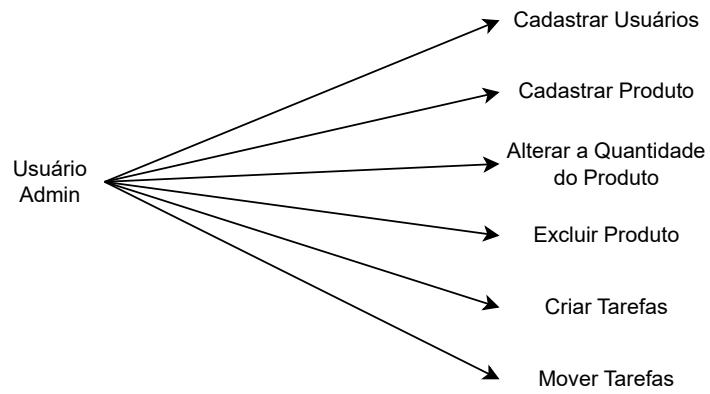 Cadastrar Usuários
Cadastrar Produto
Alterar a Quantidade
do Produto
Usuário
Admin
Excluir Produto
Criar Tarefas
Mover Tarefas